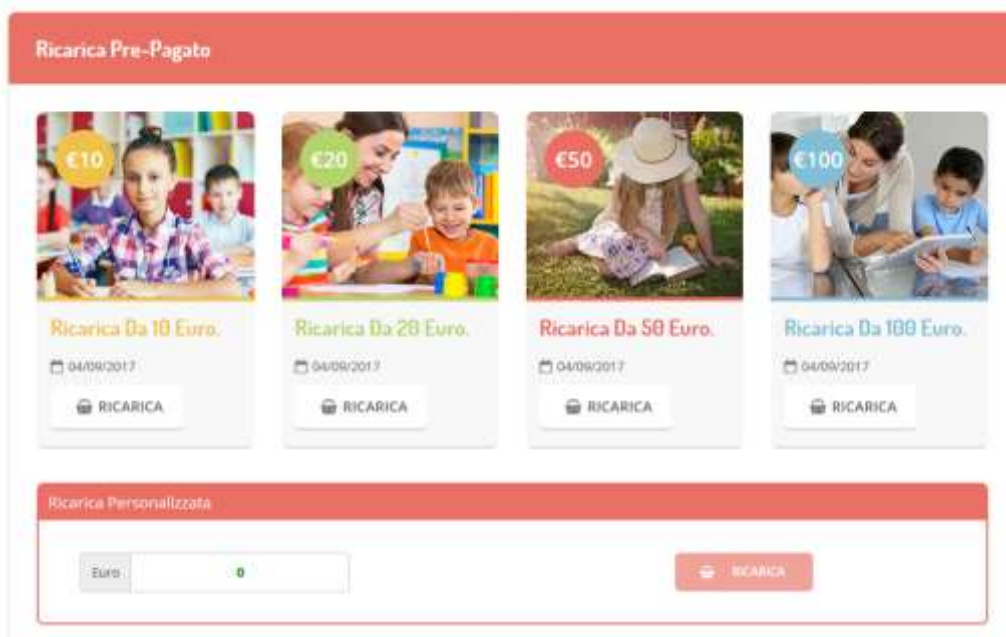 Ricarica Pre-Pagato
€10
€20
€50
€100
Ricarica Da 10 Euro.
Ricarica Da 20 Euro.
Ricarica Da 50 Euro.
Ricarica Da 100 Euro.
04/09/2017
04/09/2017
04/09/2017
04/09/2017
RICARICA
RICARICA
RICARICA
RICARICA
Ricarica Personalizzata
Euro
0
RICARICA